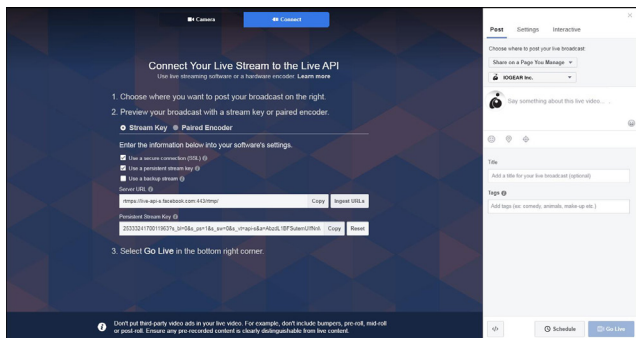 Camera
Connect
Connect Your Live Stream to the Live API
Use live streaming software or a hardware encoder. Learn more
1. Choose where you want to post your broadcast on the right.
2. Preview your broadcast with a stream key or paired encoder.
Stream Key Paired Encoder
Enter the information below into your software's settings.
Use a secure connection (SSL)
Use a persistent stream key
Use a backup stream
Server URL
rtmps://live-api-s.facebook.com:443/rtmp/ Copy Ingest URLs
Persistent Stream Key
Copy Reset
3. Select Go Live in the bottom right corner.
Don't put third-party video ads in your live video. For example, don't include bumpers, pre-roll, mid-roll
or post-roll. Ensure any pre-recorded content is clearly distinguishable from live content.
Post Settings Interactive
Choose where to post your live broadcast
Share on a Page You Manage
IOGEAR Inc.
Say something about this live video...
Title
Add a title for your live broadcast (optional)
Tags
Add tags (ex: comedy, animals, make-up etc.)
</> Schedule Go Live